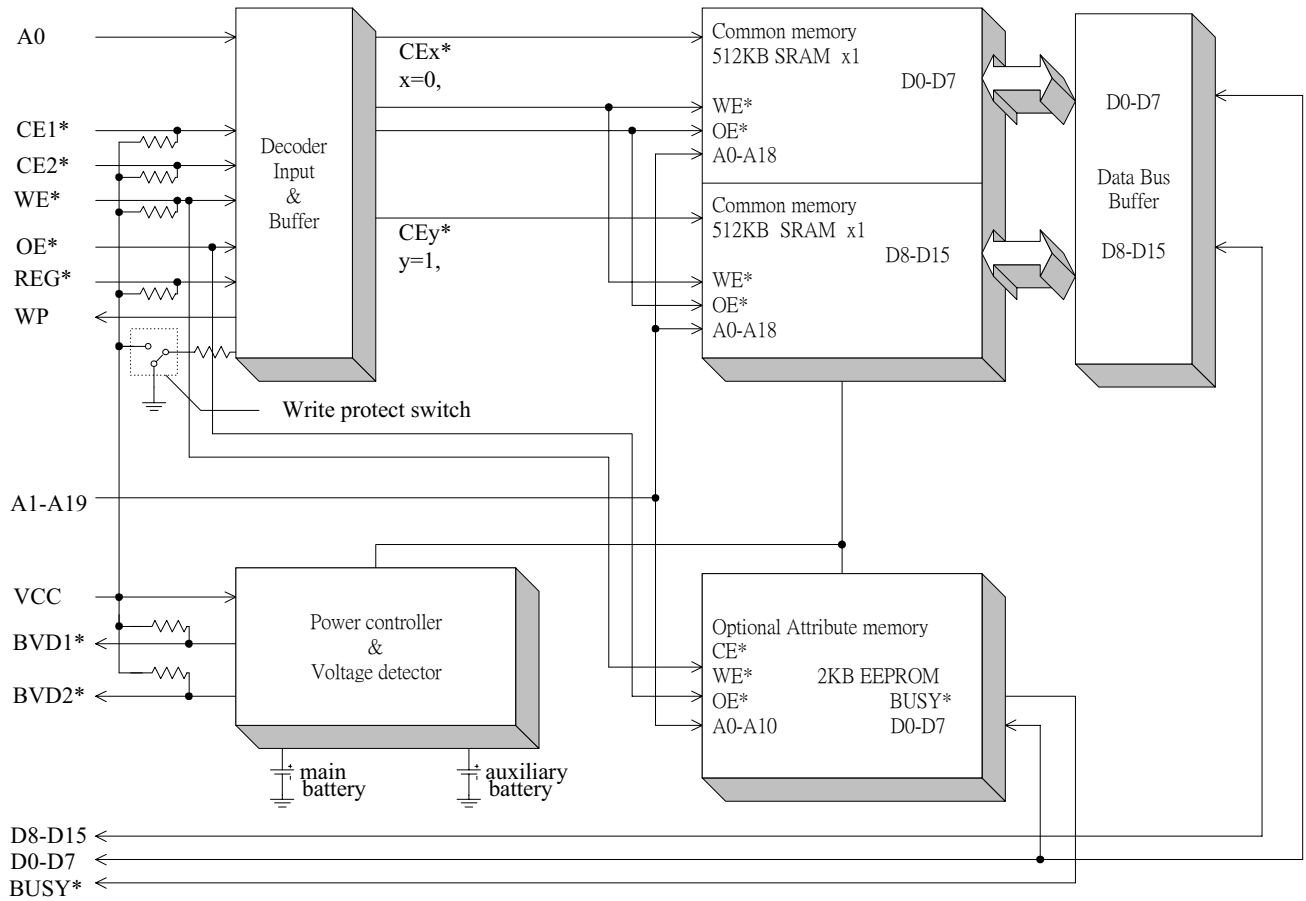 A0
CE1*
CE2*
WE*
OE*
REG*
WP
Decoder
Input
&
Buffer
CEx*
x=0,
CEy*
y=1,
Write protect switch
Common memory
512KB SRAM x1
D0-D7
WE*
OE*
A0-A18
Common memory
512KB SRAM x1
D8-D15
WE*
OE*
A0-A18
D0-D7
Data Bus
Buffer
D8-D15
A1-A19
VCC
BVD1*
BVD2*
Power controller
&
Voltage detector
main
battery
auxiliary
battery
Optional Attribute memory
CE*
WE* 2KB EEPROM
OE* BUSY*
A0-A10 D0-D7
D8-D15
D0-D7
BUSY*